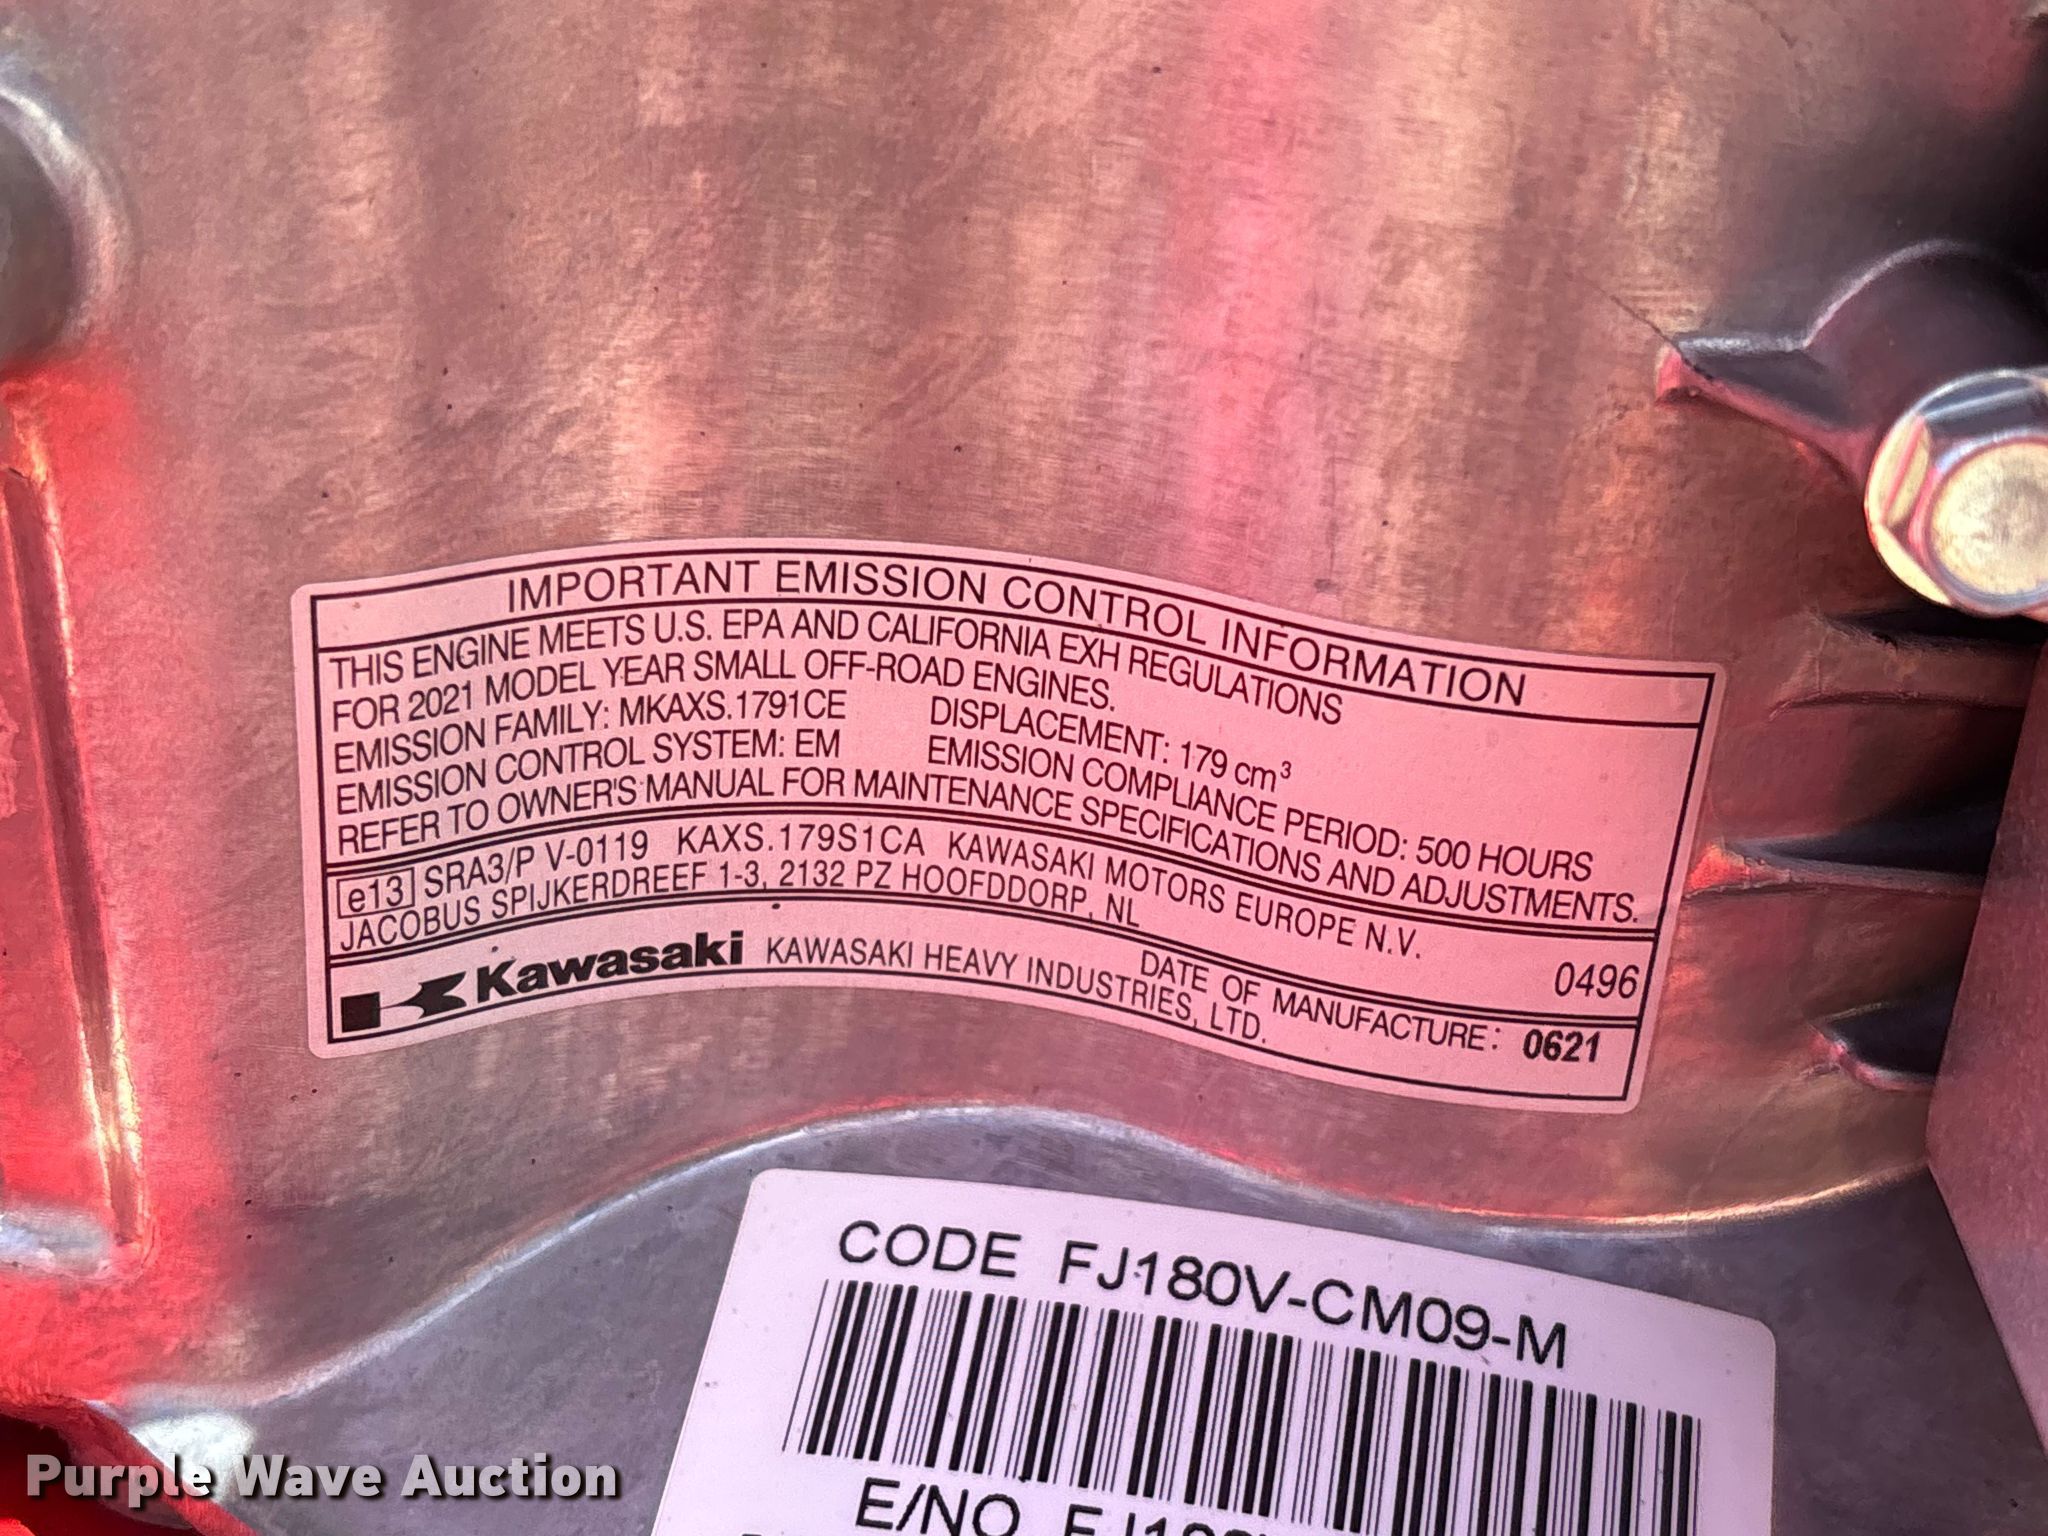 IMPORTANT EMISSION CONTROL INFORMATION
THIS ENGINE MEETS U.S. EPA AND CALIFORNIA EXH REGULATIONS
FOR 2021 MODEL YEAR SMALL OFF-ROAD ENGINES.
EMISSION FAMILY: MKAXS.1791CE DISPLACEMENT: 179 cm³
EMISSION CONTROL SYSTEM: EM EMISSION COMPLIANCE PERIOD: 500 HOURS
REFER TO OWNER'S MANUAL FOR MAINTENANCE SPECIFICATIONS AND ADJUSTMENTS.
e13 SRA3/P V-0119 KAXS.179S1CA KAWASAKI MOTORS EUROPE N.V.
JACOBUS SPIJKERDREEF 1-3, 2132 PZ HOOFDDORP, NL 0496
DATE OF MANUFACTURE: 0621
Kawasaki KAWASAKI HEAVY INDUSTRIES, LTD.
CODE FJ180V-CM09-M
E/NO
Purple Wave Auction